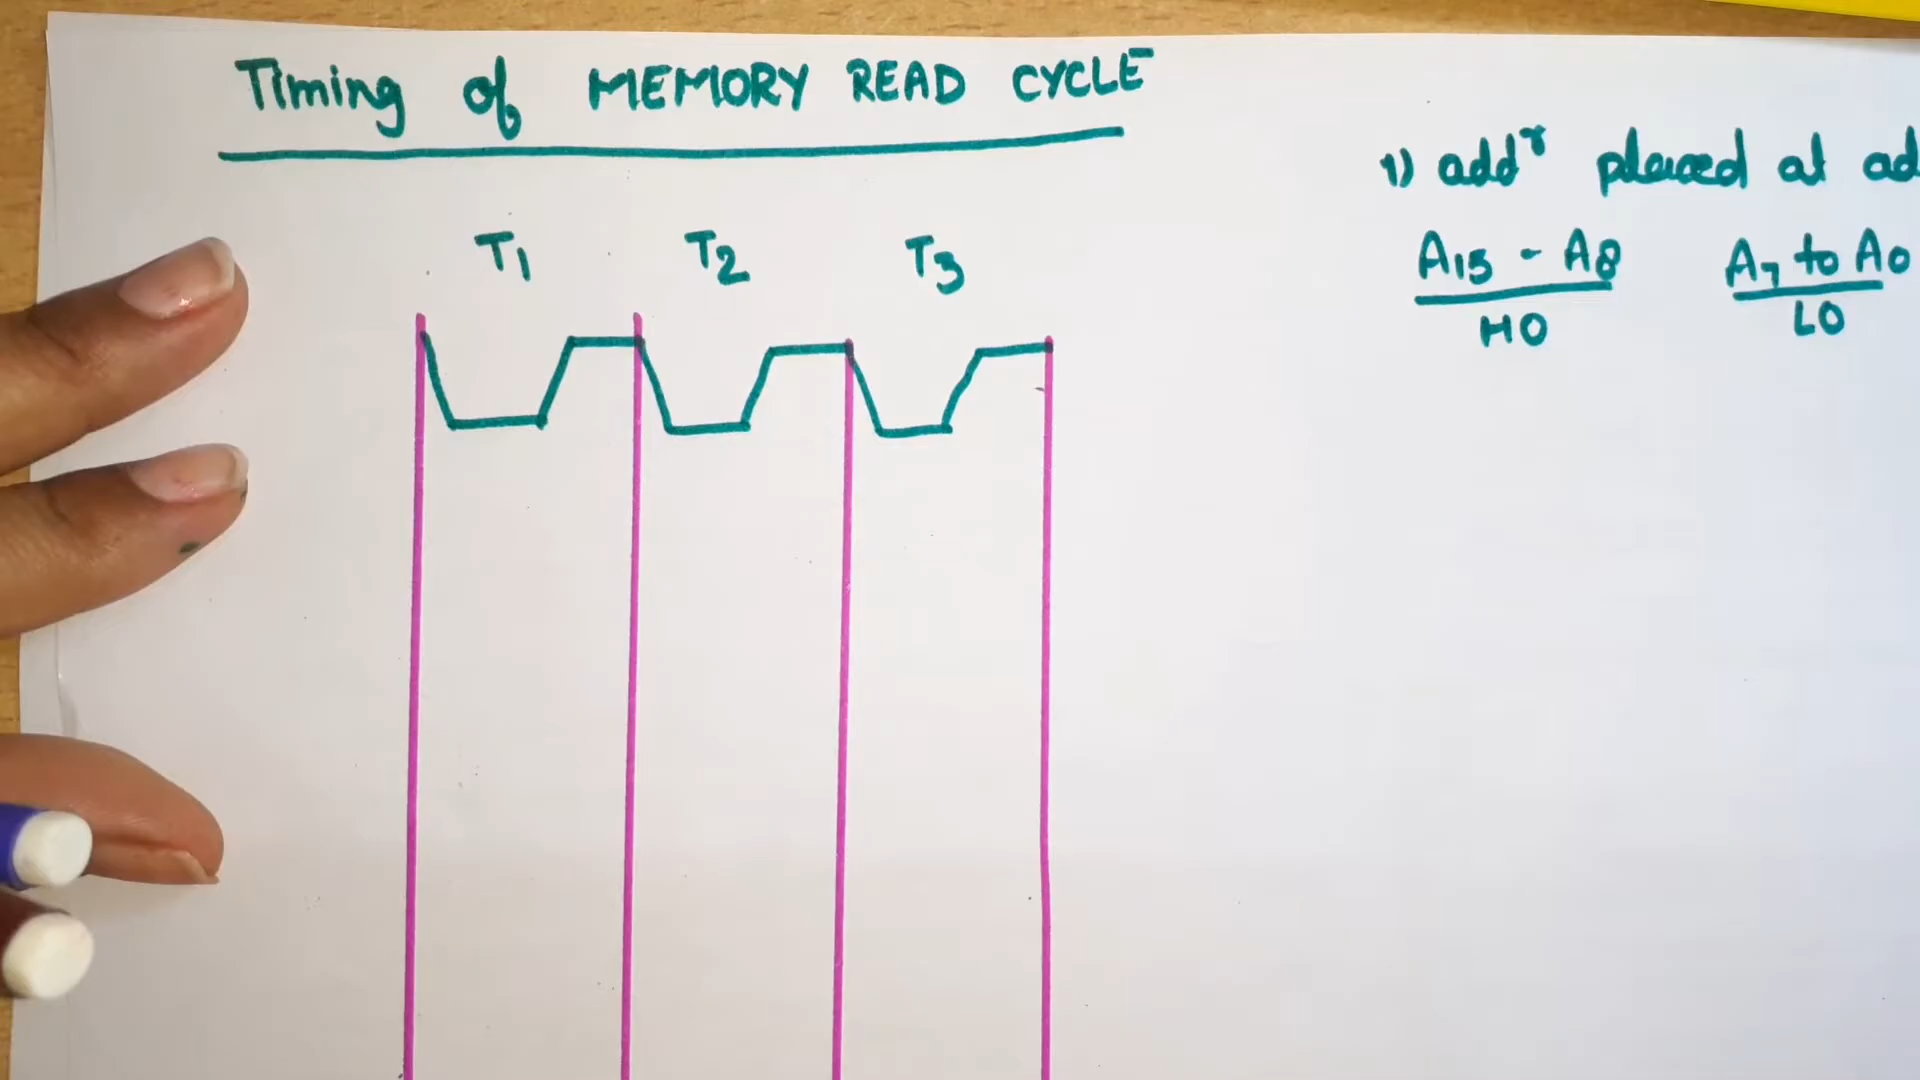 Timing of MEMORY READ CYCLE
T1 T2 T3
1) addr placed at ad
A15 - A8 A7 to A0
HO LO